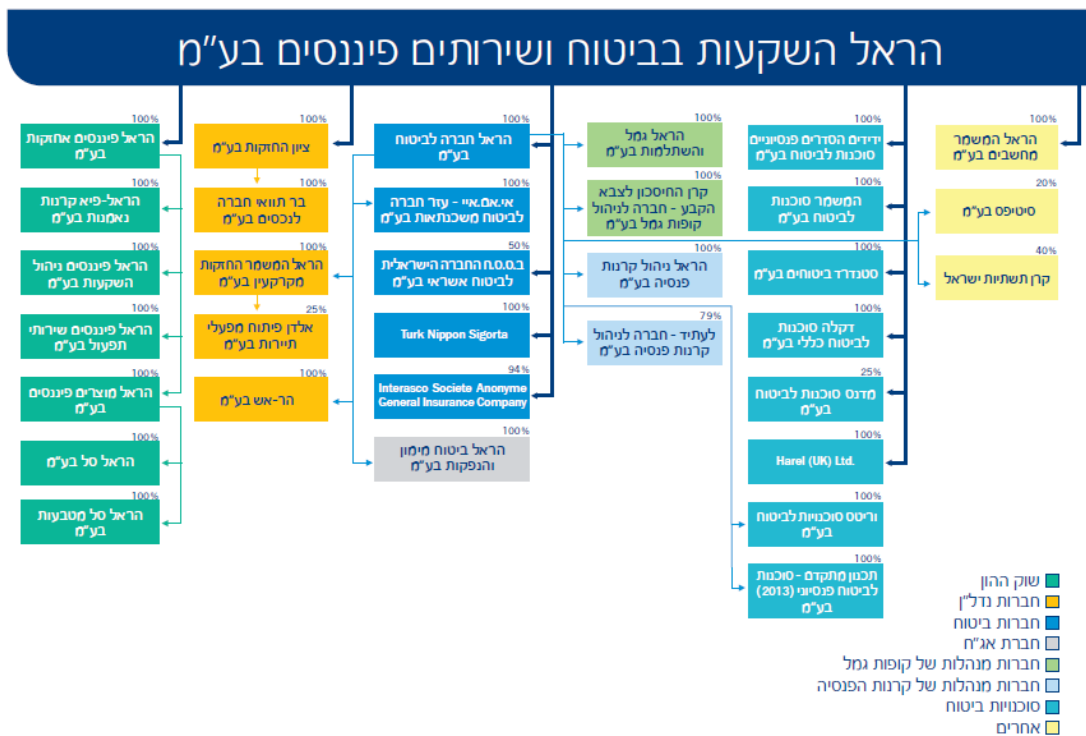 הראל השקעות בביטוח ושירותים פיננסים בע"מ
100%
הראל המשמר
מחשבים בע"מ
20%
סיטיפס בע"מ
40%
קרן תשתיות ישראל
100%
ידידים הסדרים פנסיוניים
סוכנות לביטוח בע"מ
100%
המשמר סוכנות
לביטוח בע"מ
100%
סטנדרד ביטוחים בע"מ
100%
דקלה סוכנות
לביטוח כללי בע"מ
25%
מדנס סוכנות לביטוח
בע"מ
100%
Harel (UK) Ltd.
100%
וריטס סוכנויות לביטוח
בע"מ
100%
תכנון מתקדם - סוכנות
לביטוח פנסיוני (2013)
בע"מ
100%
הראל גמל
והשתלמות בע"מ
100%
קרן החיסכון לצבא
הקבע - חברה לניהול
קופות גמל בע"מ
100%
הראל ניהול קרנות
פנסיה בע"מ
79%
לעתיד - חברה לניהול
קרנות פנסיה בע"מ
100%
הראל חברה לביטוח
בע"מ
100%
אי.אם.איי - עזר חברה
לביטוח משכנתאות בע"מ
50%
ב.ס.ס.ח החברה הישראלית
לביטוח אשראי בע"מ
100%
Turk Nippon Sigorta
94%
Interasco Societe Anonyme
General Insurance Company
100%
הראל ביטוח מימון
והנפקות בע"מ
100%
ציון החזקות בע"מ
100%
בר תוואי חברה
לנכסים בע"מ
100%
הראל המשמר החזקות
מקרקעין בע"מ
25%
אלדן פיתוח מפעלי
תיירות בע"מ
100%
הר-אש בע"מ
100%
הראל פיננסים אחזקות
בע"מ
100%
הראל-פיא קרנות
נאמנות בע"מ
100%
הראל פיננסים ניהול
השקעות בע"מ
100%
הראל פיננסים שירותי
תפעול בע"מ
100%
הראל מוצרים פיננסים
בע"מ
100%
הראל סל בע"מ
100%
הראל סל מטבעות
בע"מ
שוק ההון
חברות נדל"ן
חברות ביטוח
חברת אג"ח
חברות מנהלות של קופות גמל
חברות מנהלות של קרנות הפנסיה
סוכנויות ביטוח
אחרים